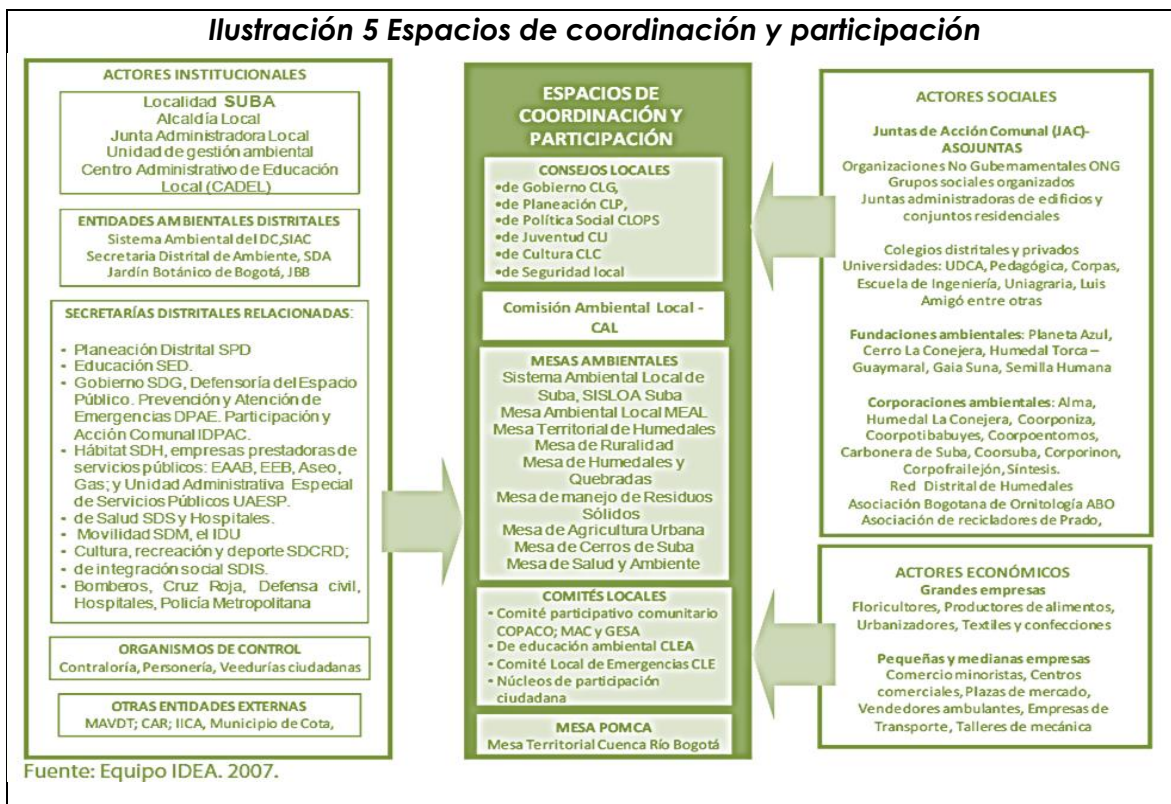 Ilustración 5 Espacios de coordinación y participación
ACTORES INSTITUCIONALES
Localidad SUBA
Alcaldía Local
Junta Administradora Local
Unidad de gestión ambiental
Centro Administrativo de Educación
Local (CADEL)
ENTIDADES AMBIENTALES DISTRITALES
Sistema Ambiental del DC,SIAC
Secretaria Distrital de Ambiente, SDA
Jardín Botánico de Bogotá, JBB
SECRETARÍAS DISTRITALES RELACIONADAS:
• Planeación Distrital SPD
• Educación SED.
• Gobierno SDG, Defensoría del Espacio
Público. Prevención y Atención de
Emergencias DPAE. Participación y
Acción Comunal IDPAC.
• Hábitat SDH, empresas prestadoras de
servicios públicos: EAAB, EEB, Aseo,
Gas; y Unidad Administrativa Especial
de Servicios Públicos UAESP.
• de Salud SDS y Hospitales.
• Movilidad SDM, el IDU
• Cultura, recreación y deporte SDCRD;
• de integración social SDIS.
• Bomberos, Cruz Roja, Defensa civil,
Hospitales, Policía Metropolitana
ORGANISMOS DE CONTROL
Contraloría, Personería, Veedurías ciudadanas
OTRAS ENTIDADES EXTERNAS
MAVDT; CAR; IICA, Municipio de Cota,
ESPACIOS DE
COORDINACIÓN Y
PARTICIPACIÓN
CONSEJOS LOCALES
•de Gobierno CLG,
•de Planeación CLP,
•de Política Social CLOPS
•de Juventud CLJ
•de Cultura CLC
•de Seguridad local
Comisión Ambiental Local -
CAL
MESAS AMBIENTALES
Sistema Ambiental Local de
Suba, SISLOA Suba
Mesa Ambiental Local MEAL
Mesa Territorial de Humedales
Mesa de Ruralidad
Mesa de Humedales y
Quebradas
Mesa de manejo de Residuos
Sólidos
Mesa de Agricultura Urbana
Mesa de Cerros de Suba
Mesa de Salud y Ambiente
COMITÉS LOCALES
• Comité participativo comunitario
COPACO; MAC y GESA
• De educación ambiental CLEA
• Comité Local de Emergencias CLE
• Núcleos de participación
ciudadana
MESA POMCA
Mesa Territorial Cuenca Río Bogotá
ACTORES SOCIALES
Juntas de Acción Comunal (JAC)-
ASOJUNTAS
Organizaciones No Gubernamentales ONG
Grupos sociales organizados
Juntas administradoras de edificios y
conjuntos residenciales
Colegios distritales y privados
Universidades: UDCA, Pedagógica, Corpas,
Escuela de Ingeniería, Uniagraria, Luis
Amigó entre otras
Fundaciones ambientales: Planeta Azul,
Cerro La Conejera, Humedal Torca –
Guaymaral, Gaia Suna, Semilla Humana
Corporaciones ambientales: Alma,
Humedal La Conejera, Coorponiza,
Coorpotibabuyes, Coorpoentomos,
Carbonera de Suba, Coorsuba, Corporinon,
Corpofrailejón, Síntesis.
Red Distrital de Humedales
Asociación Bogotana de Ornitología ABO
Asociación de recicladores de Prado,
ACTORES ECONÓMICOS
Grandes empresas
Floricultores, Productores de alimentos,
Urbanizadores, Textiles y confecciones
Pequeñas y medianas empresas
Comercio minoristas, Centros
comerciales, Plazas de mercado,
Vendedores ambulantes, Empresas de
Transporte, Talleres de mecánica
Fuente: Equipo IDEA. 2007.